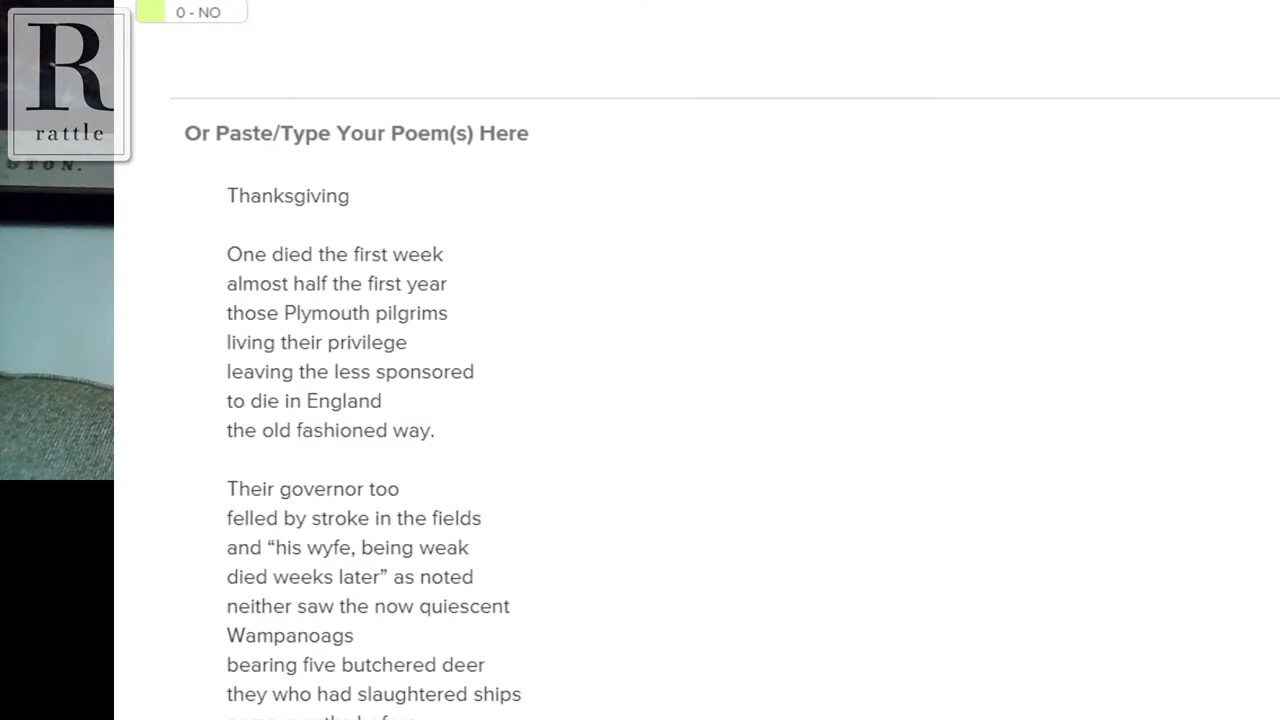 0 - NO
R
rattle
GTON.
Or Paste/Type Your Poem(s) Here
Thanksgiving
One died the first week
almost half the first year
those Plymouth pilgrims
living their privilege
leaving the less sponsored
to die in England
the old fashioned way.
Their governor too
felled by stroke in the fields
and “his wyfe, being weak
died weeks later” as noted
neither saw the now quiescent
Wampanoags
bearing five butchered deer
they who had slaughtered ships